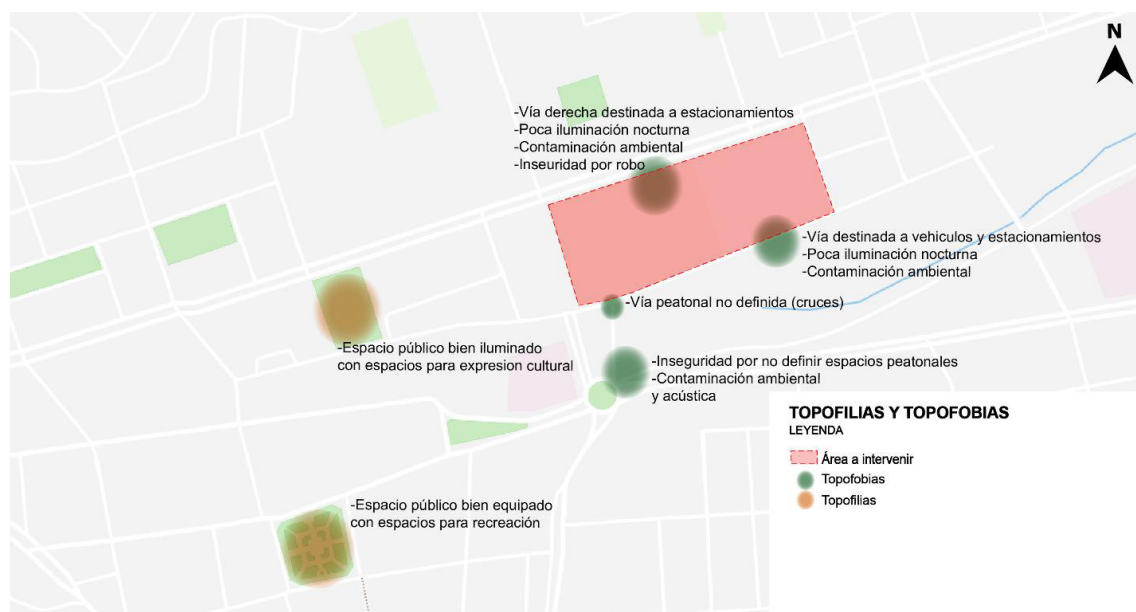 N
-Vía derecha destinada a estacionamientos
-Poca iluminación nocturna
-Contaminación ambiental
-Inseuridad por robo
-Vía destinada a vehiculos y estacionamientos
-Poca iluminación nocturna
-Contaminación ambiental
-Vía peatonal no definida (cruces)
-Espacio público bien iluminado
con espacios para expresion cultural
-Inseguridad por no definir espacios peatonales
-Contaminación ambiental
y acústica
-Espacio público bien equipado
con espacios para recreación
TOPOFILIAS Y TOPOFOBIAS
LEYENDA
Área a intervenir
Topofobias
Topofilias